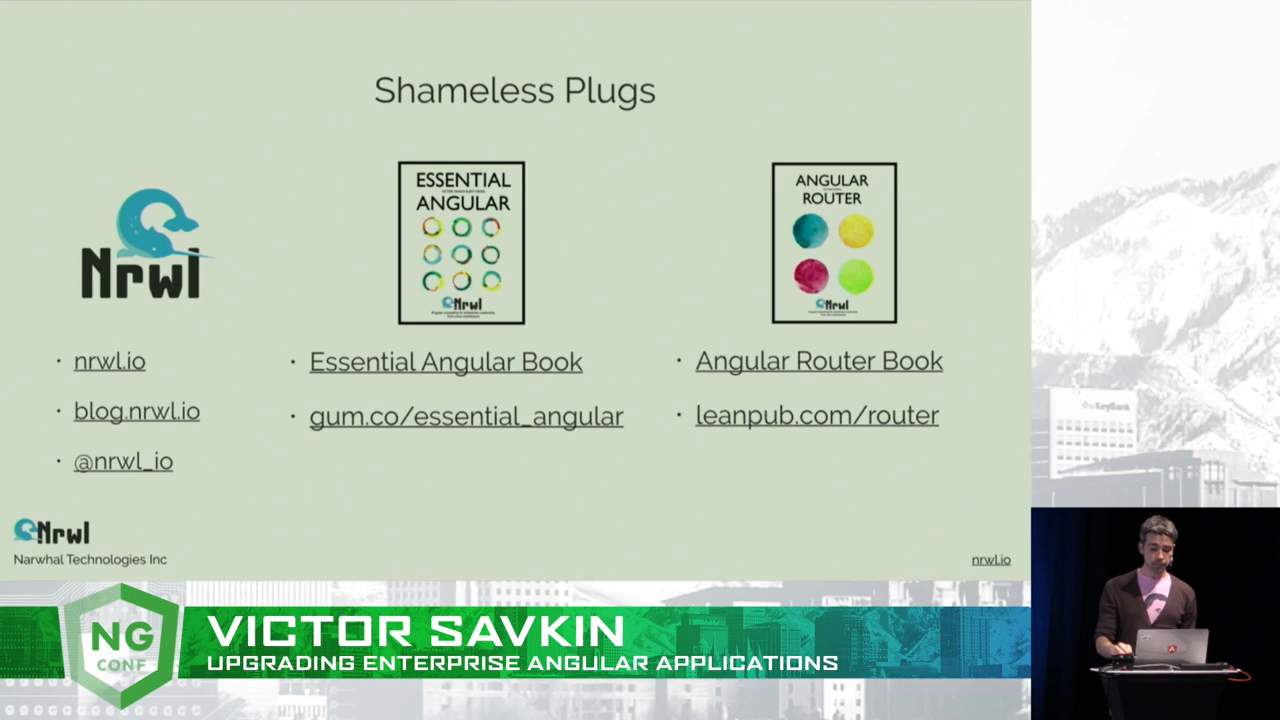 Shameless Plugs
Nrwl
nrwl.io
blog.nrwl.io
@nrwl_io
ESSENTIAL
ANGULAR
Nrwl
Essential Angular Book
gum.co/essential_angular
ANGULAR
ROUTER
Nrwl
Angular Router Book
leanpub.com/router
Nrwl
Narwhal Technologies Inc
nrwl.io
KeyBank
NG
CONF
VICTOR SAVKIN
UPGRADING ENTERPRISE ANGULAR APPLICATIONS